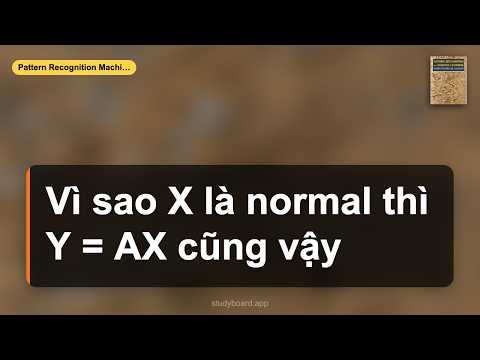 Pattern Recognition Machi...
Vì sao X là normal thì
Y = AX cũng vậy
studyboard.app